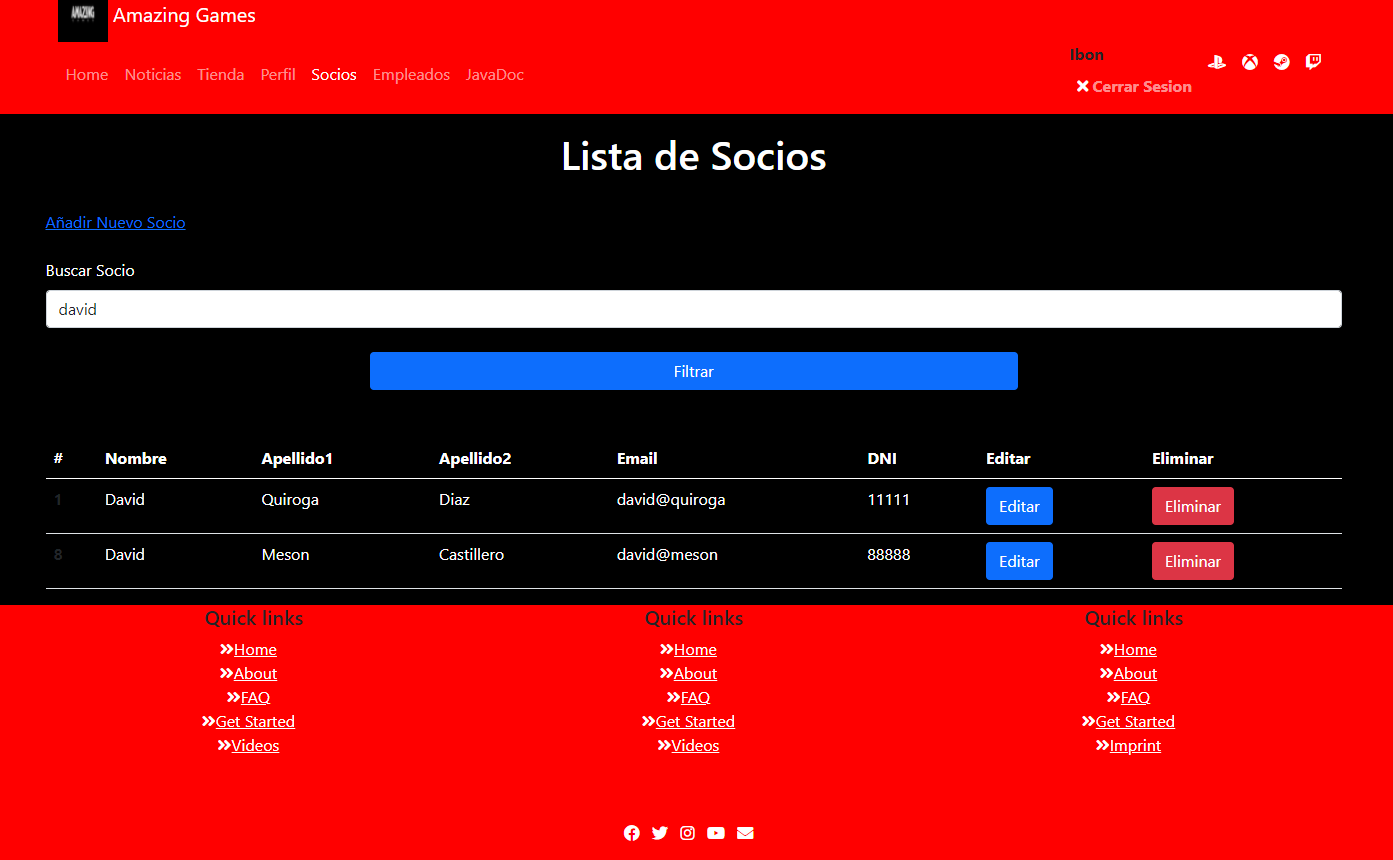 AMAZING
Amazing Games
Home Noticias Tienda Perfil Socios Empleados JavaDoc
Ibon
Cerrar Sesion
Lista de Socios
Añadir Nuevo Socio
Buscar Socio
david
Filtrar
# Nombre Apellido1 Apellido2 Email DNI Editar Eliminar
1 David Quiroga Diaz david@quiroga 11111 Editar Eliminar
8 David Meson Castillero david@meson 88888 Editar Eliminar
Quick links Quick links Quick links
Home Home Home
About About About
FAQ FAQ FAQ
Get Started Get Started Get Started
Videos Videos Imprint